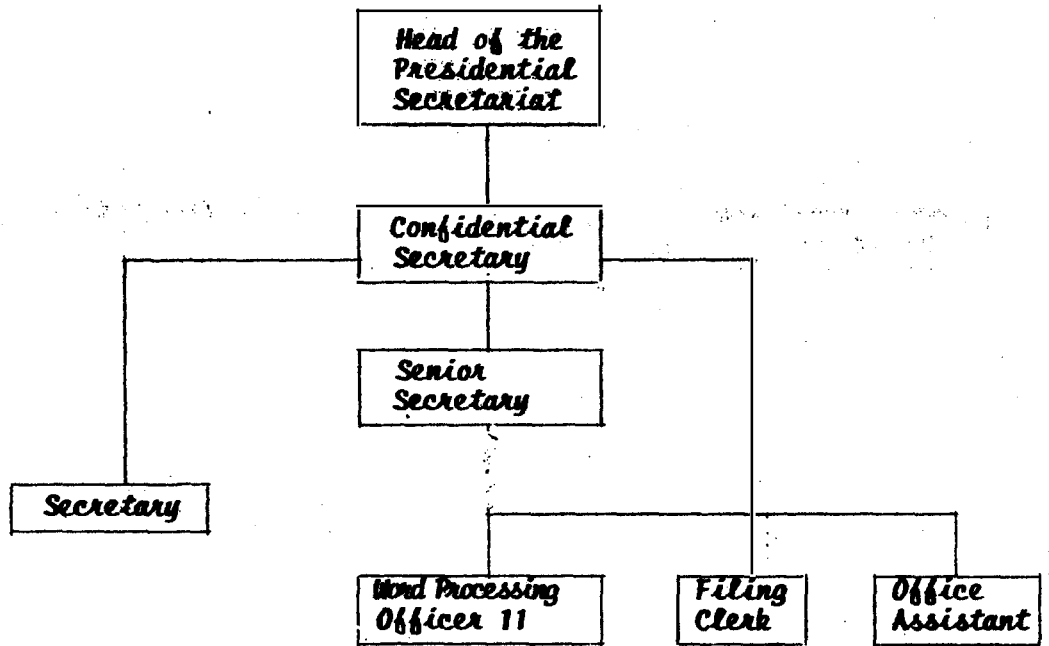 Head of the
Presidential
Secretariat
Confidential
Secretary
Senior
Secretary
Secretary
Word Processing
Officer 11
Filing
Clerk
Office
Assistant